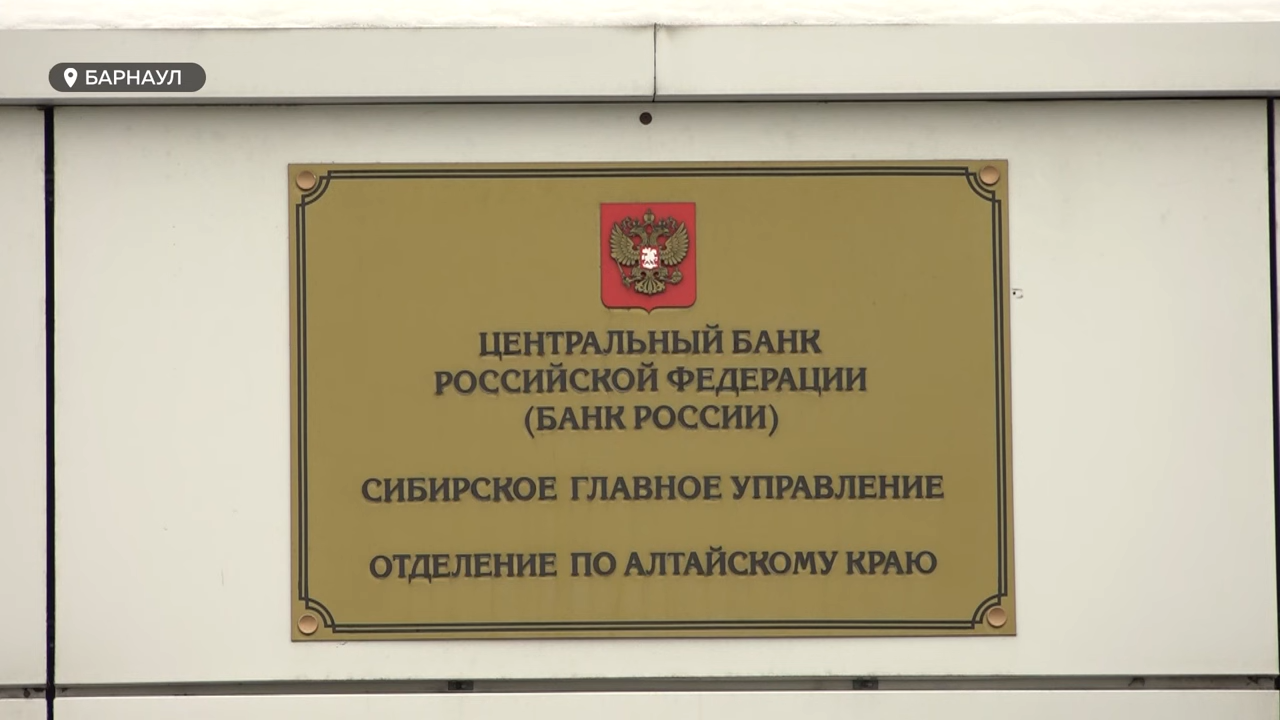 БАРНАУЛ
ЦЕНТРАЛЬНЫЙ БАНК
РОССИЙСКОЙ ФЕДЕРАЦИИ
(БАНК РОССИИ)
СИБИРСКОЕ ГЛАВНОЕ УПРАВЛЕНИЕ
ОТДЕЛЕНИЕ ПО АЛТАЙСКОМУ КРАЮ